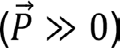 (P⃗ ≫ 0)